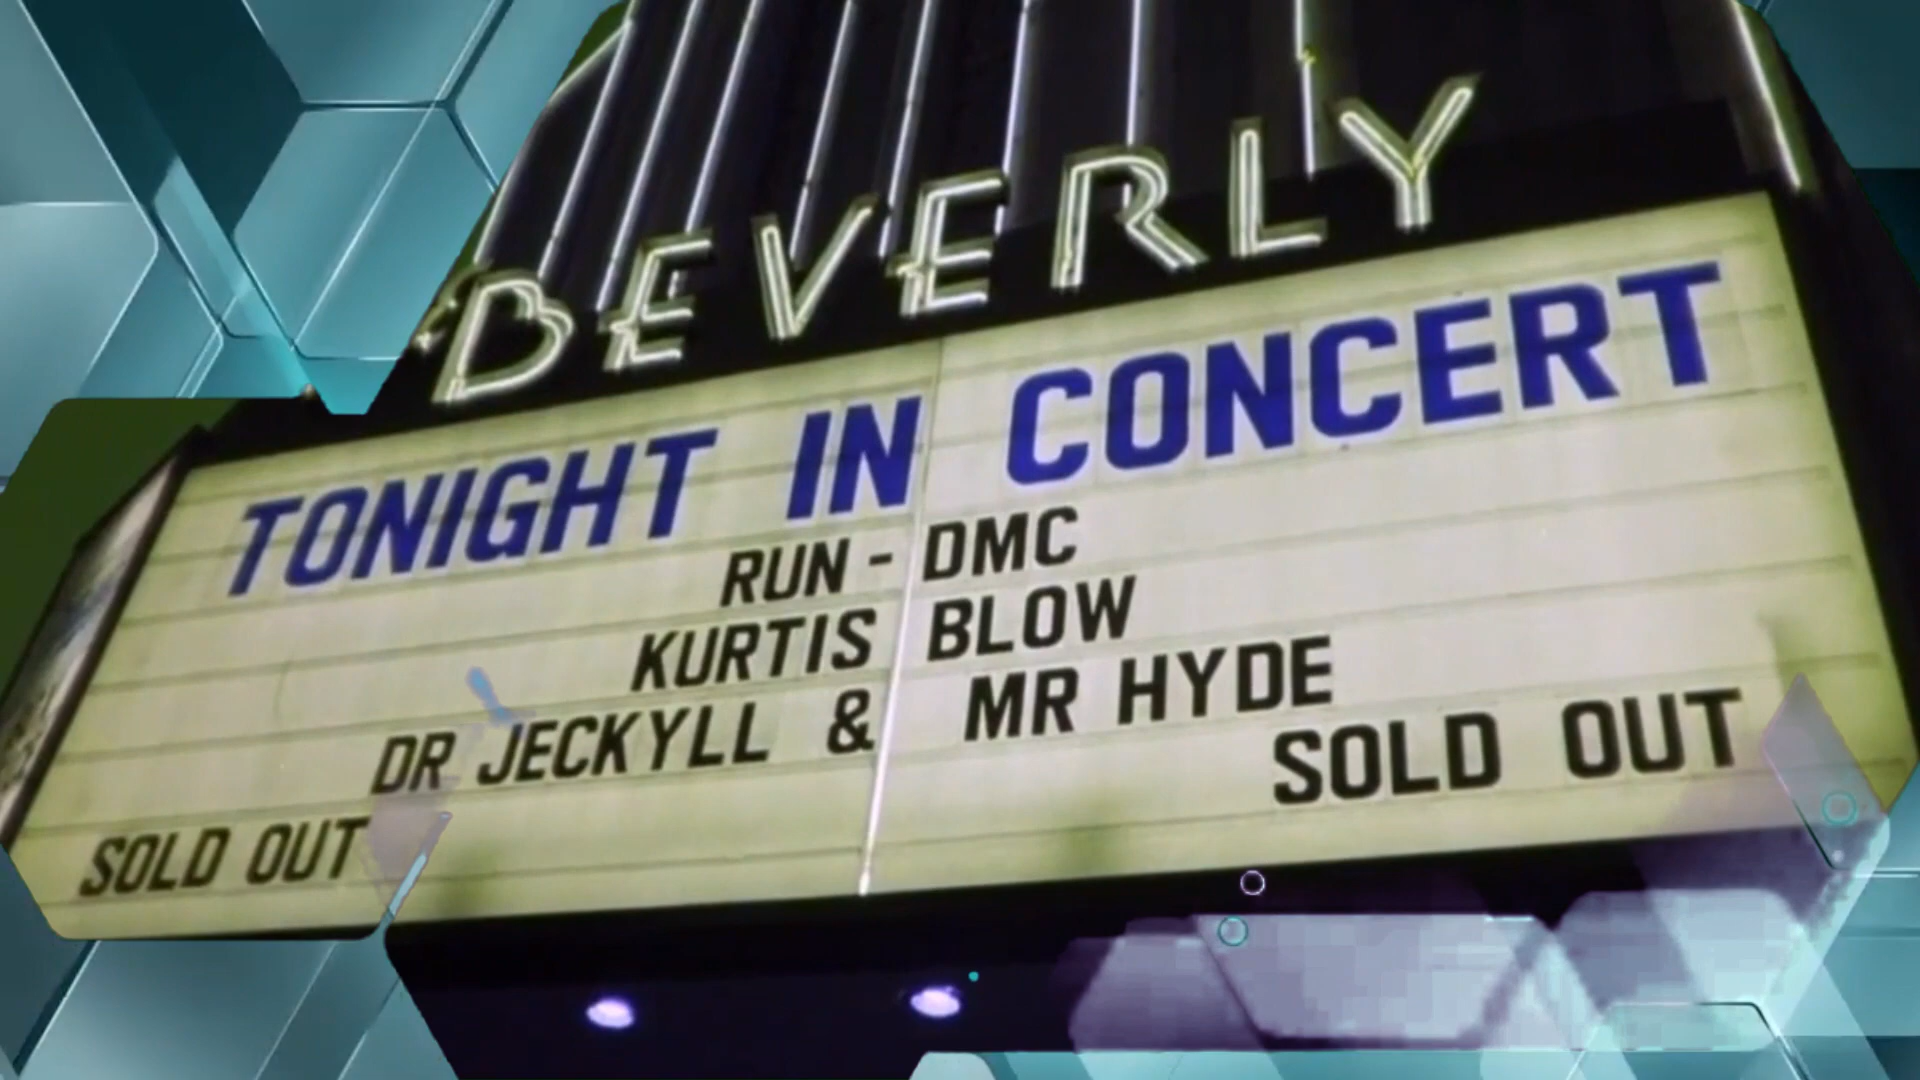 BEVERLY
TONIGHT IN CONCERT
RUN - DMC
KURTIS BLOW
DR JECKYLL & MR HYDE
SOLD OUT
SOLD OUT